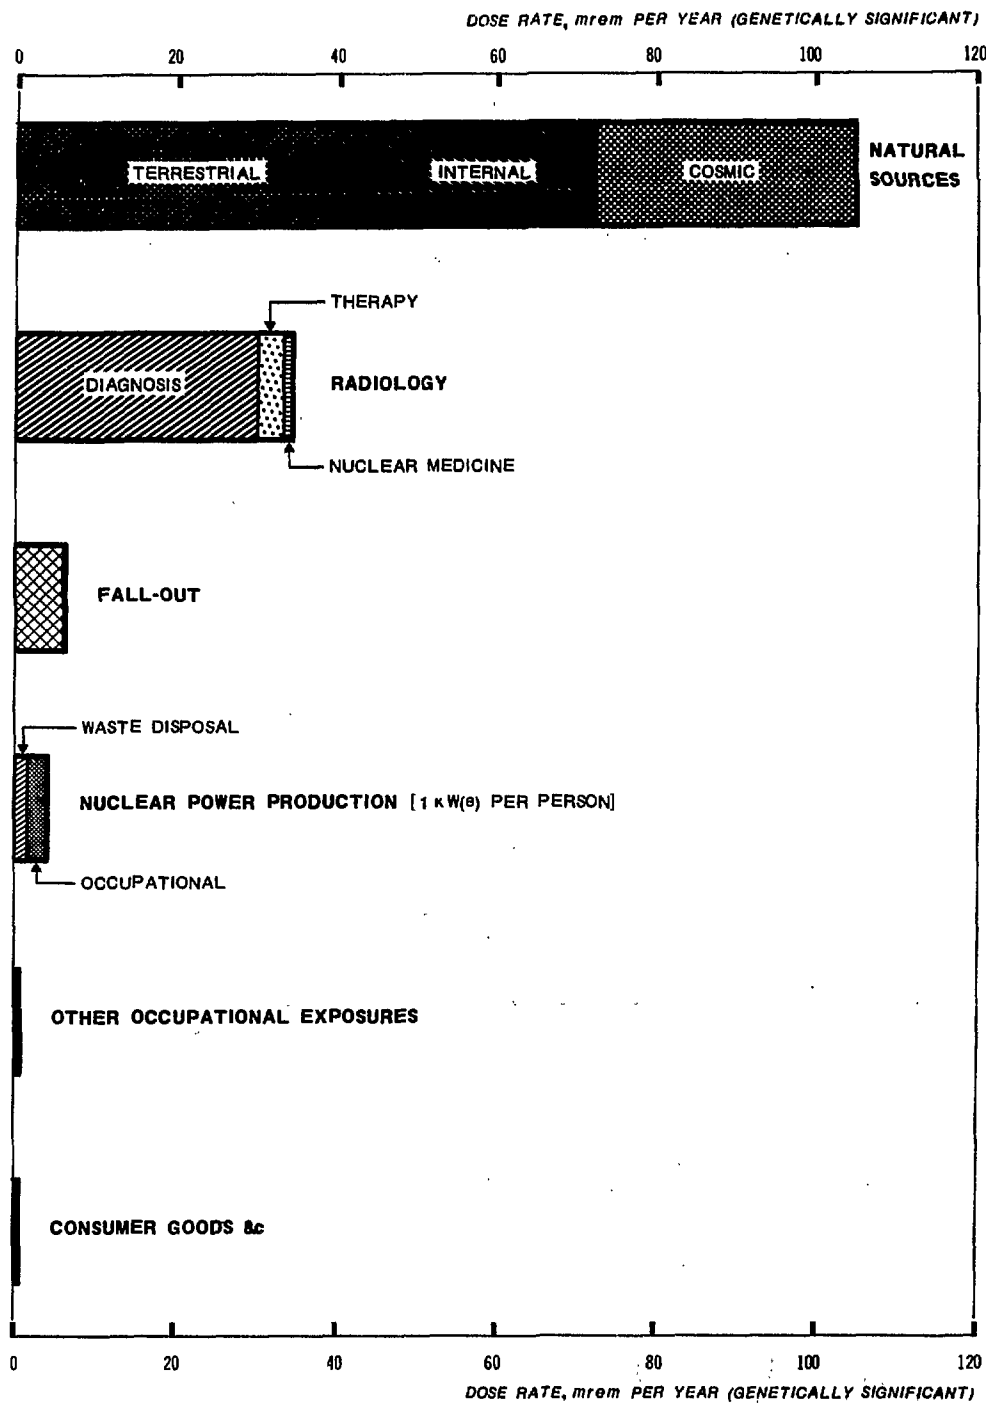 DOSE RATE, mrem PER YEAR (GENETICALLY SIGNIFICANT)
0 20 40 60 80 100 120
TERRESTRIAL INTERNAL COSMIC NATURAL
SOURCES
THERAPY
DIAGNOSIS RADIOLOGY
NUCLEAR MEDICINE
FALL-OUT
WASTE DISPOSAL
NUCLEAR POWER PRODUCTION [1 KW(e) PER PERSON]
OCCUPATIONAL
OTHER OCCUPATIONAL EXPOSURES
CONSUMER GOODS &c
0 20 40 60 80 100 120
DOSE RATE, mrem PER YEAR (GENETICALLY SIGNIFICANT)